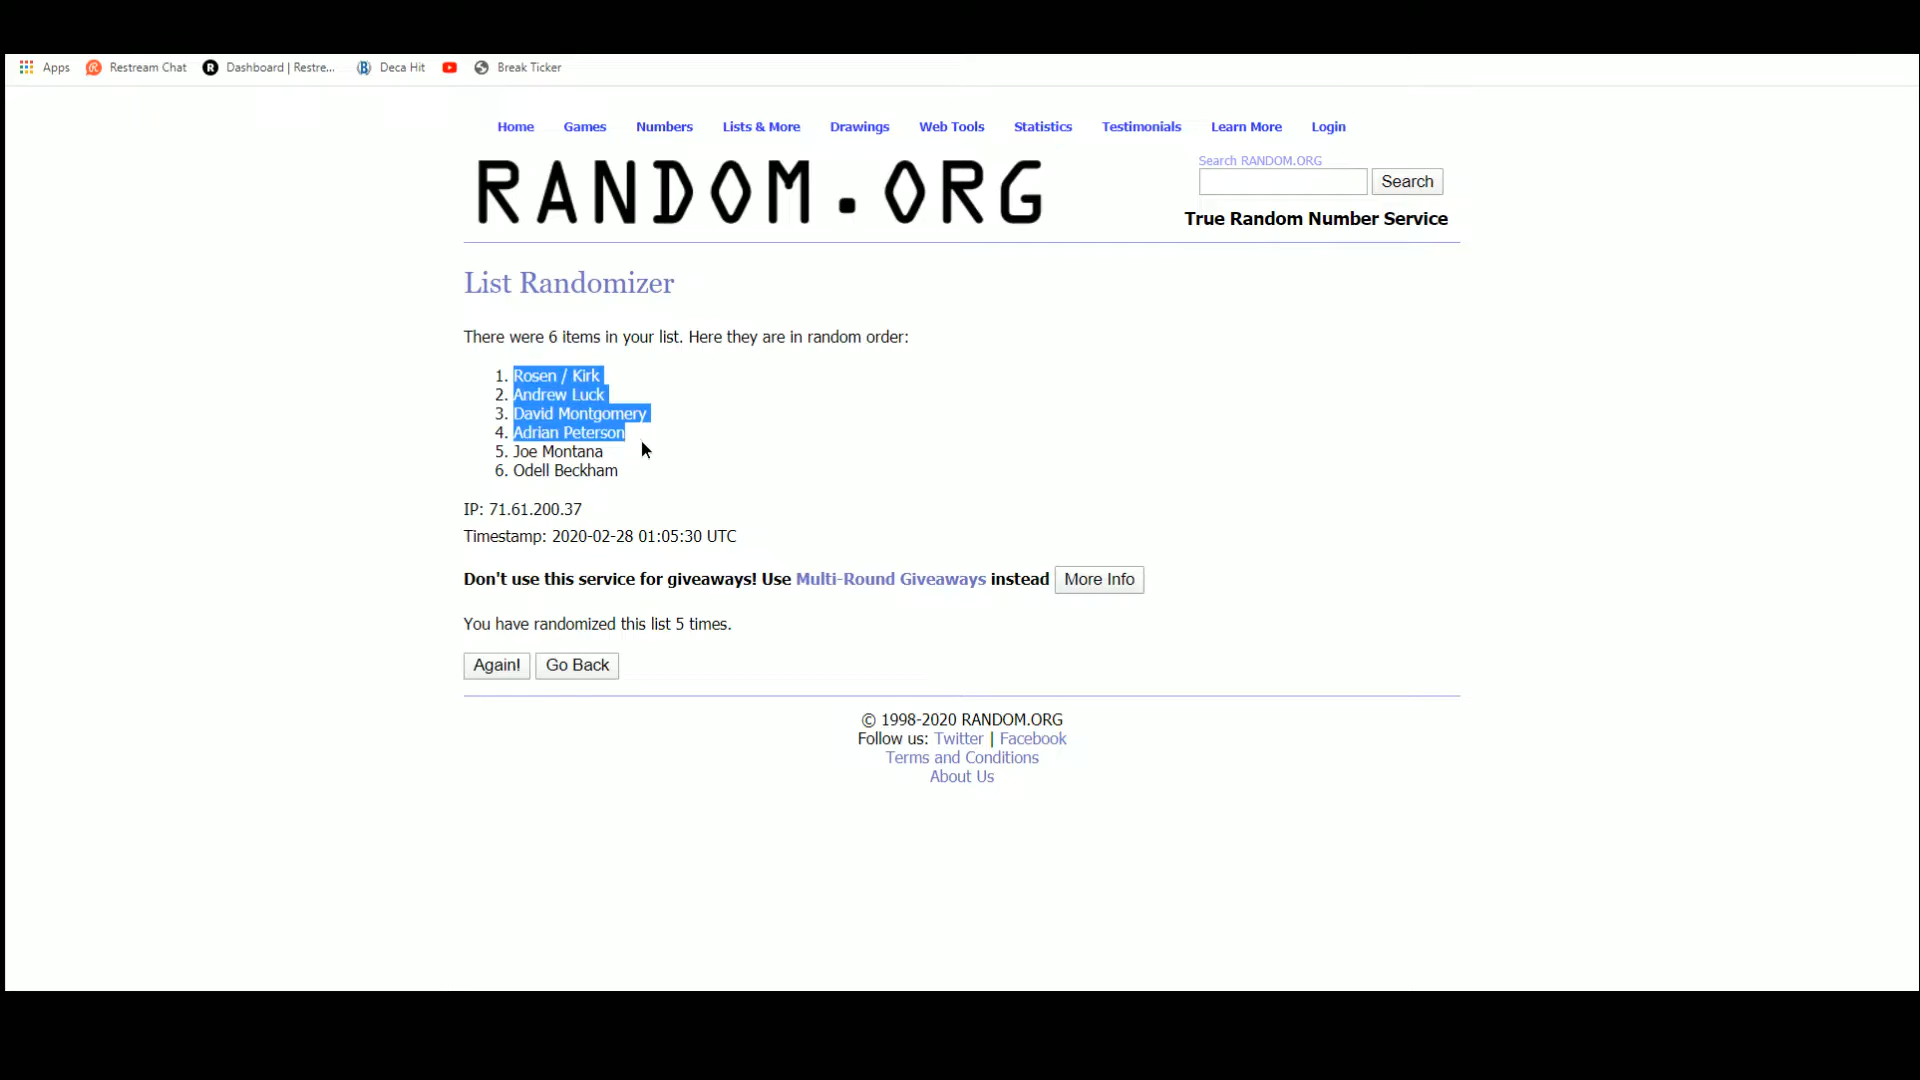 Apps Restream Chat Dashboard | Restre... Deca Hit Break Ticker
Home Games Numbers Lists & More Drawings Web Tools Statistics Testimonials Learn More Login
RANDOM.ORG
Search RANDOM.ORG
Search
True Random Number Service
List Randomizer
There were 6 items in your list. Here they are in random order:
1. Rosen / Kirk
2. Andrew Luck
3. David Montgomery
4. Adrian Peterson
5. Joe Montana
6. Odell Beckham
IP: 71.61.200.37
Timestamp: 2020-02-28 01:05:30 UTC
Don't use this service for giveaways! Use Multi-Round Giveaways instead More Info
You have randomized this list 5 times.
Again! Go Back
© 1998-2020 RANDOM.ORG
Follow us: Twitter | Facebook
Terms and Conditions
About Us